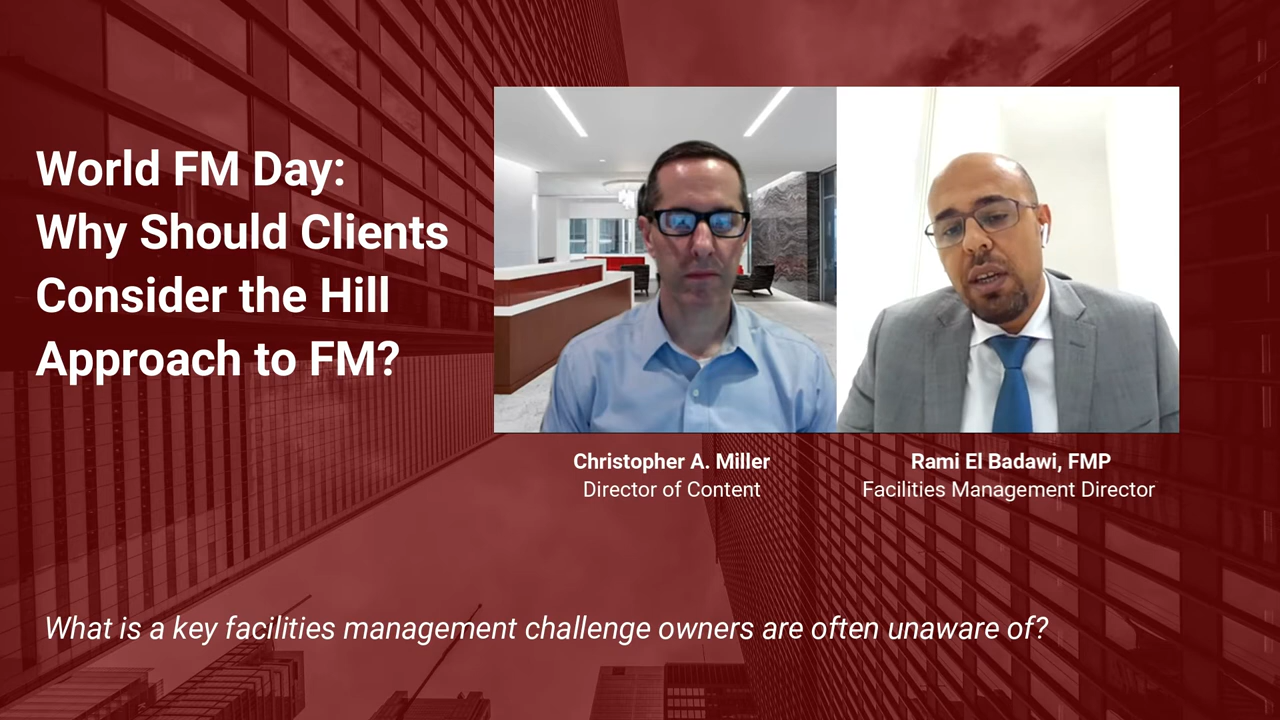 World FM Day:
Why Should Clients
Consider the Hill
Approach to FM?
Christopher A. Miller
Director of Content
Rami El Badawi, FMP
Facilities Management Director
What is a key facilities management challenge owners are often unaware of?